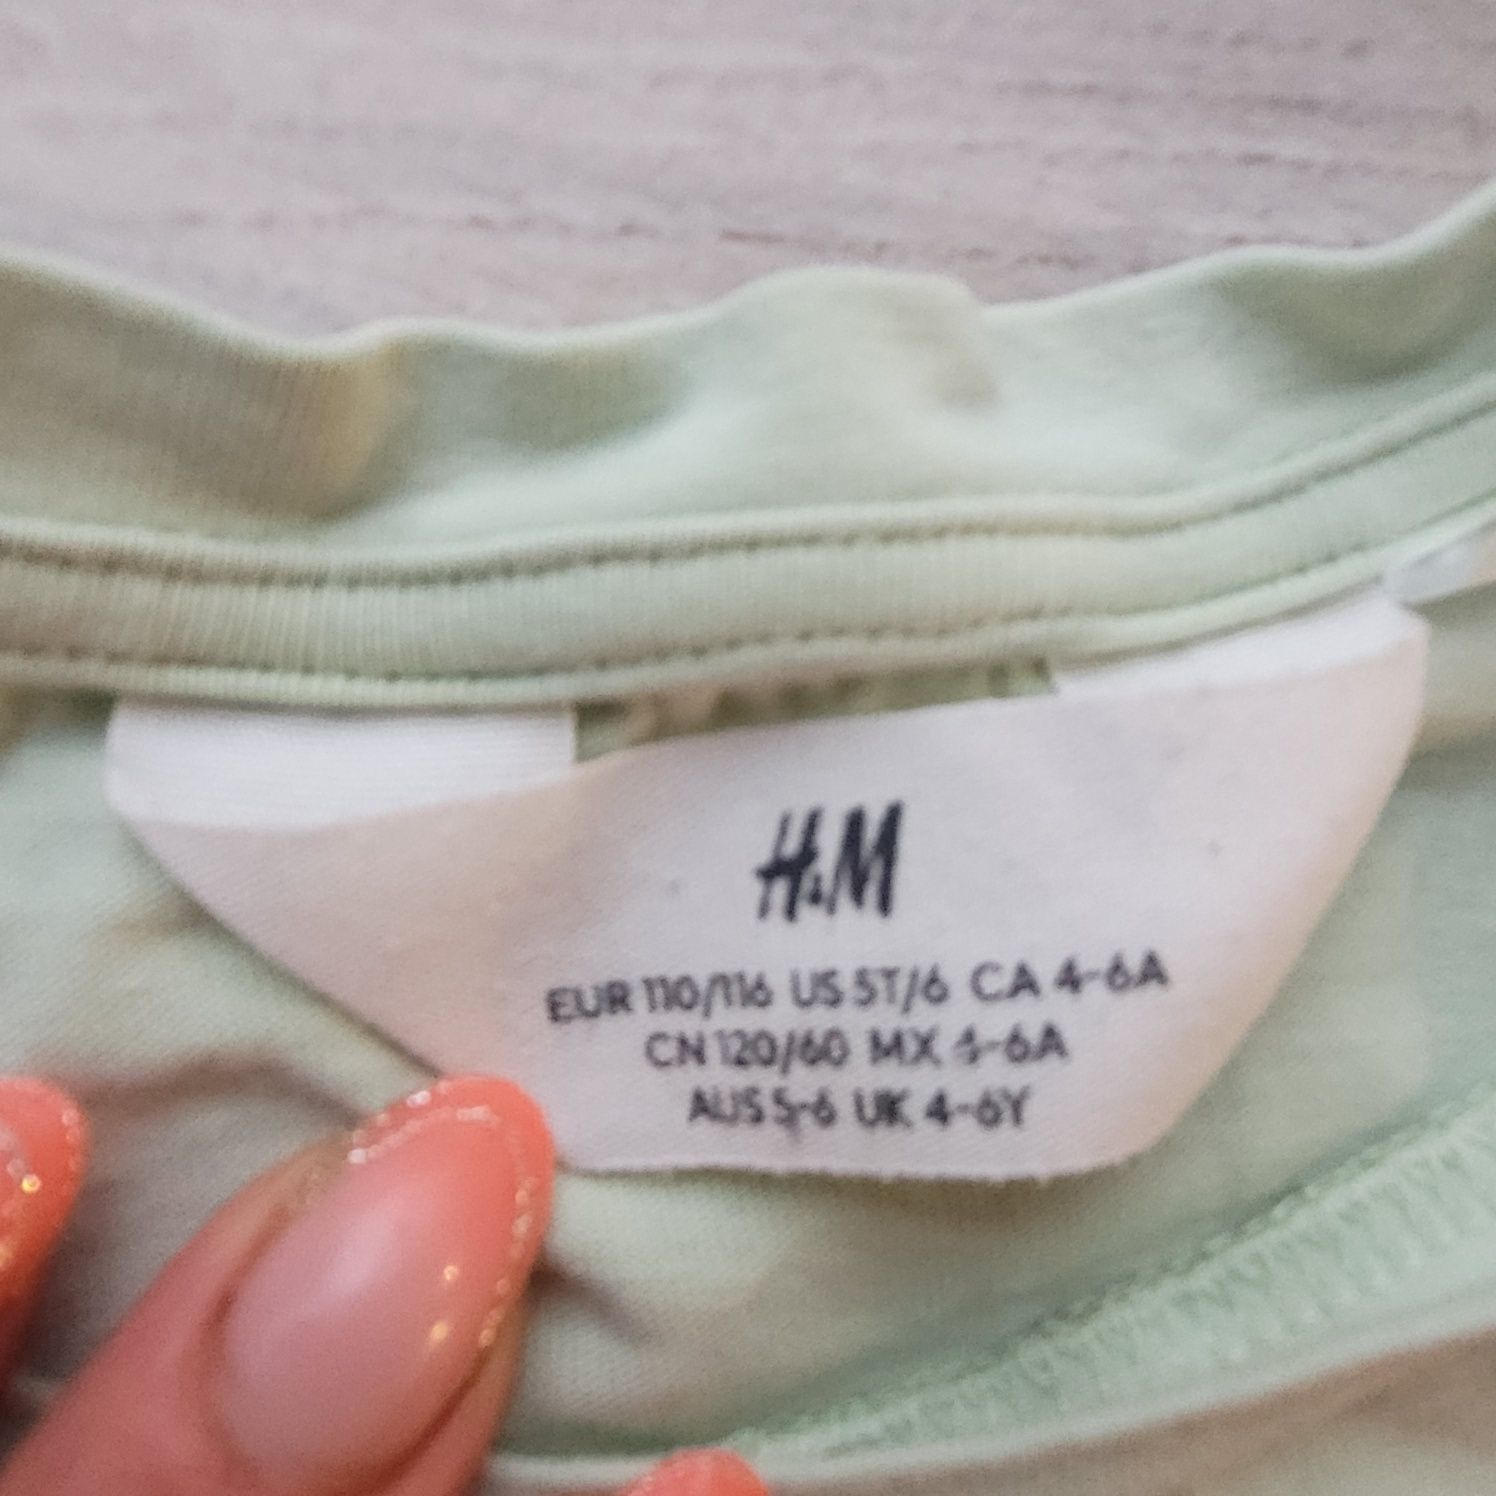 H&M
EUR 110/116 US 5T/6 CA 4-6A
CN 120/60 MX 4-6A
AUS 5-6 UK 4-6Y